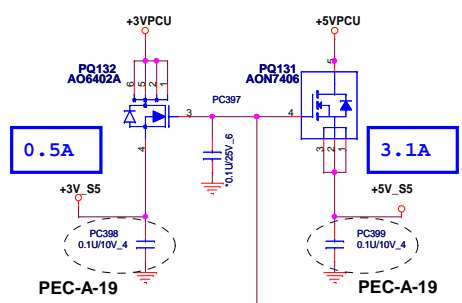 +3VPCU
+5VPCU
PQ132
AO6402A
PQ131
AON7406
6
5
2
1
5
PC397
3
4
4
3
2
1
*0.1U/25V_6
0.5A
3.1A
+3V_S5
+5V_S5
PC398
0.1U/10V_4
PC399
0.1U/10V_4
PEC-A-19
PEC-A-19